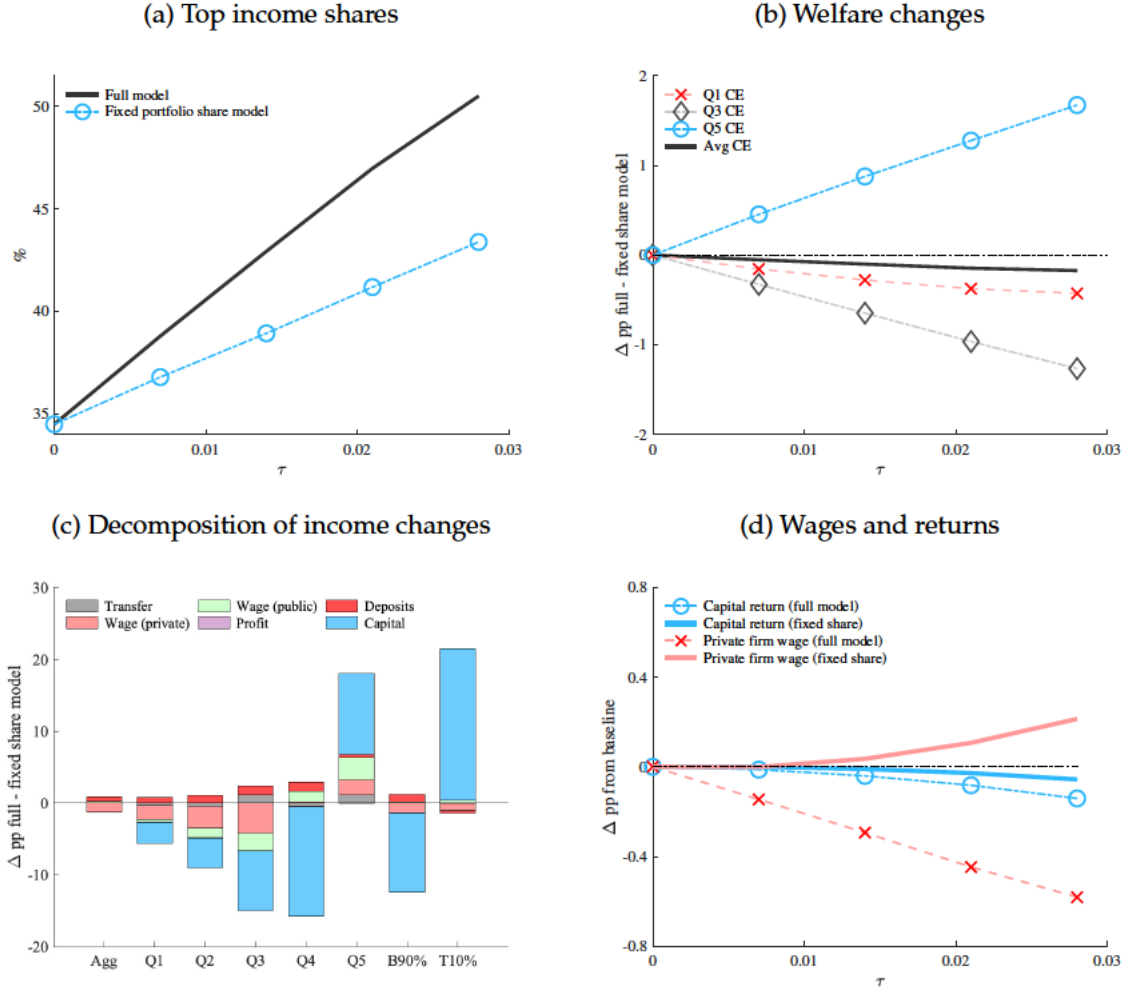 (a) Top income shares
50
45
40
35
%
Full model
Fixed portfolio share model
0
0.01
0.02
0.03
τ
(b) Welfare changes
2
1
0
-1
-2
Δ pp full - fixed share model
Q1 CE
Q3 CE
Q5 CE
Avg CE
0
0.01
0.02
0.03
τ
(c) Decomposition of income changes
30
20
10
0
-10
-20
Δ pp full - fixed share model
Transfer
Wage (private)
Wage (public)
Profit
Deposits
Capital
Agg
Q1
Q2
Q3
Q4
Q5
B90%
T10%
(d) Wages and returns
0.8
0.4
0
-0.4
-0.8
Δ pp from baseline
Capital return (full model)
Capital return (fixed share)
Private firm wage (full model)
Private firm wage (fixed share)
0
0.01
0.02
0.03
τ